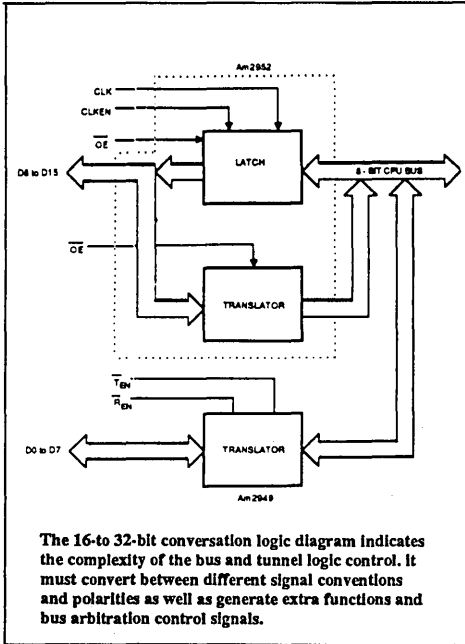 Am2952
CLK
CLKEN
OE
LATCH
D8 to D15
8 - BIT CPU BUS
OE
TRANSLATOR
TEN
REN
TRANSLATOR
D0 to D7
Am2949
The 16-to 32-bit conversation logic diagram indicates
the complexity of the bus and tunnel logic control. it
must convert between different signal conventions
and polarities as well as generate extra functions and
bus arbitration control signals.